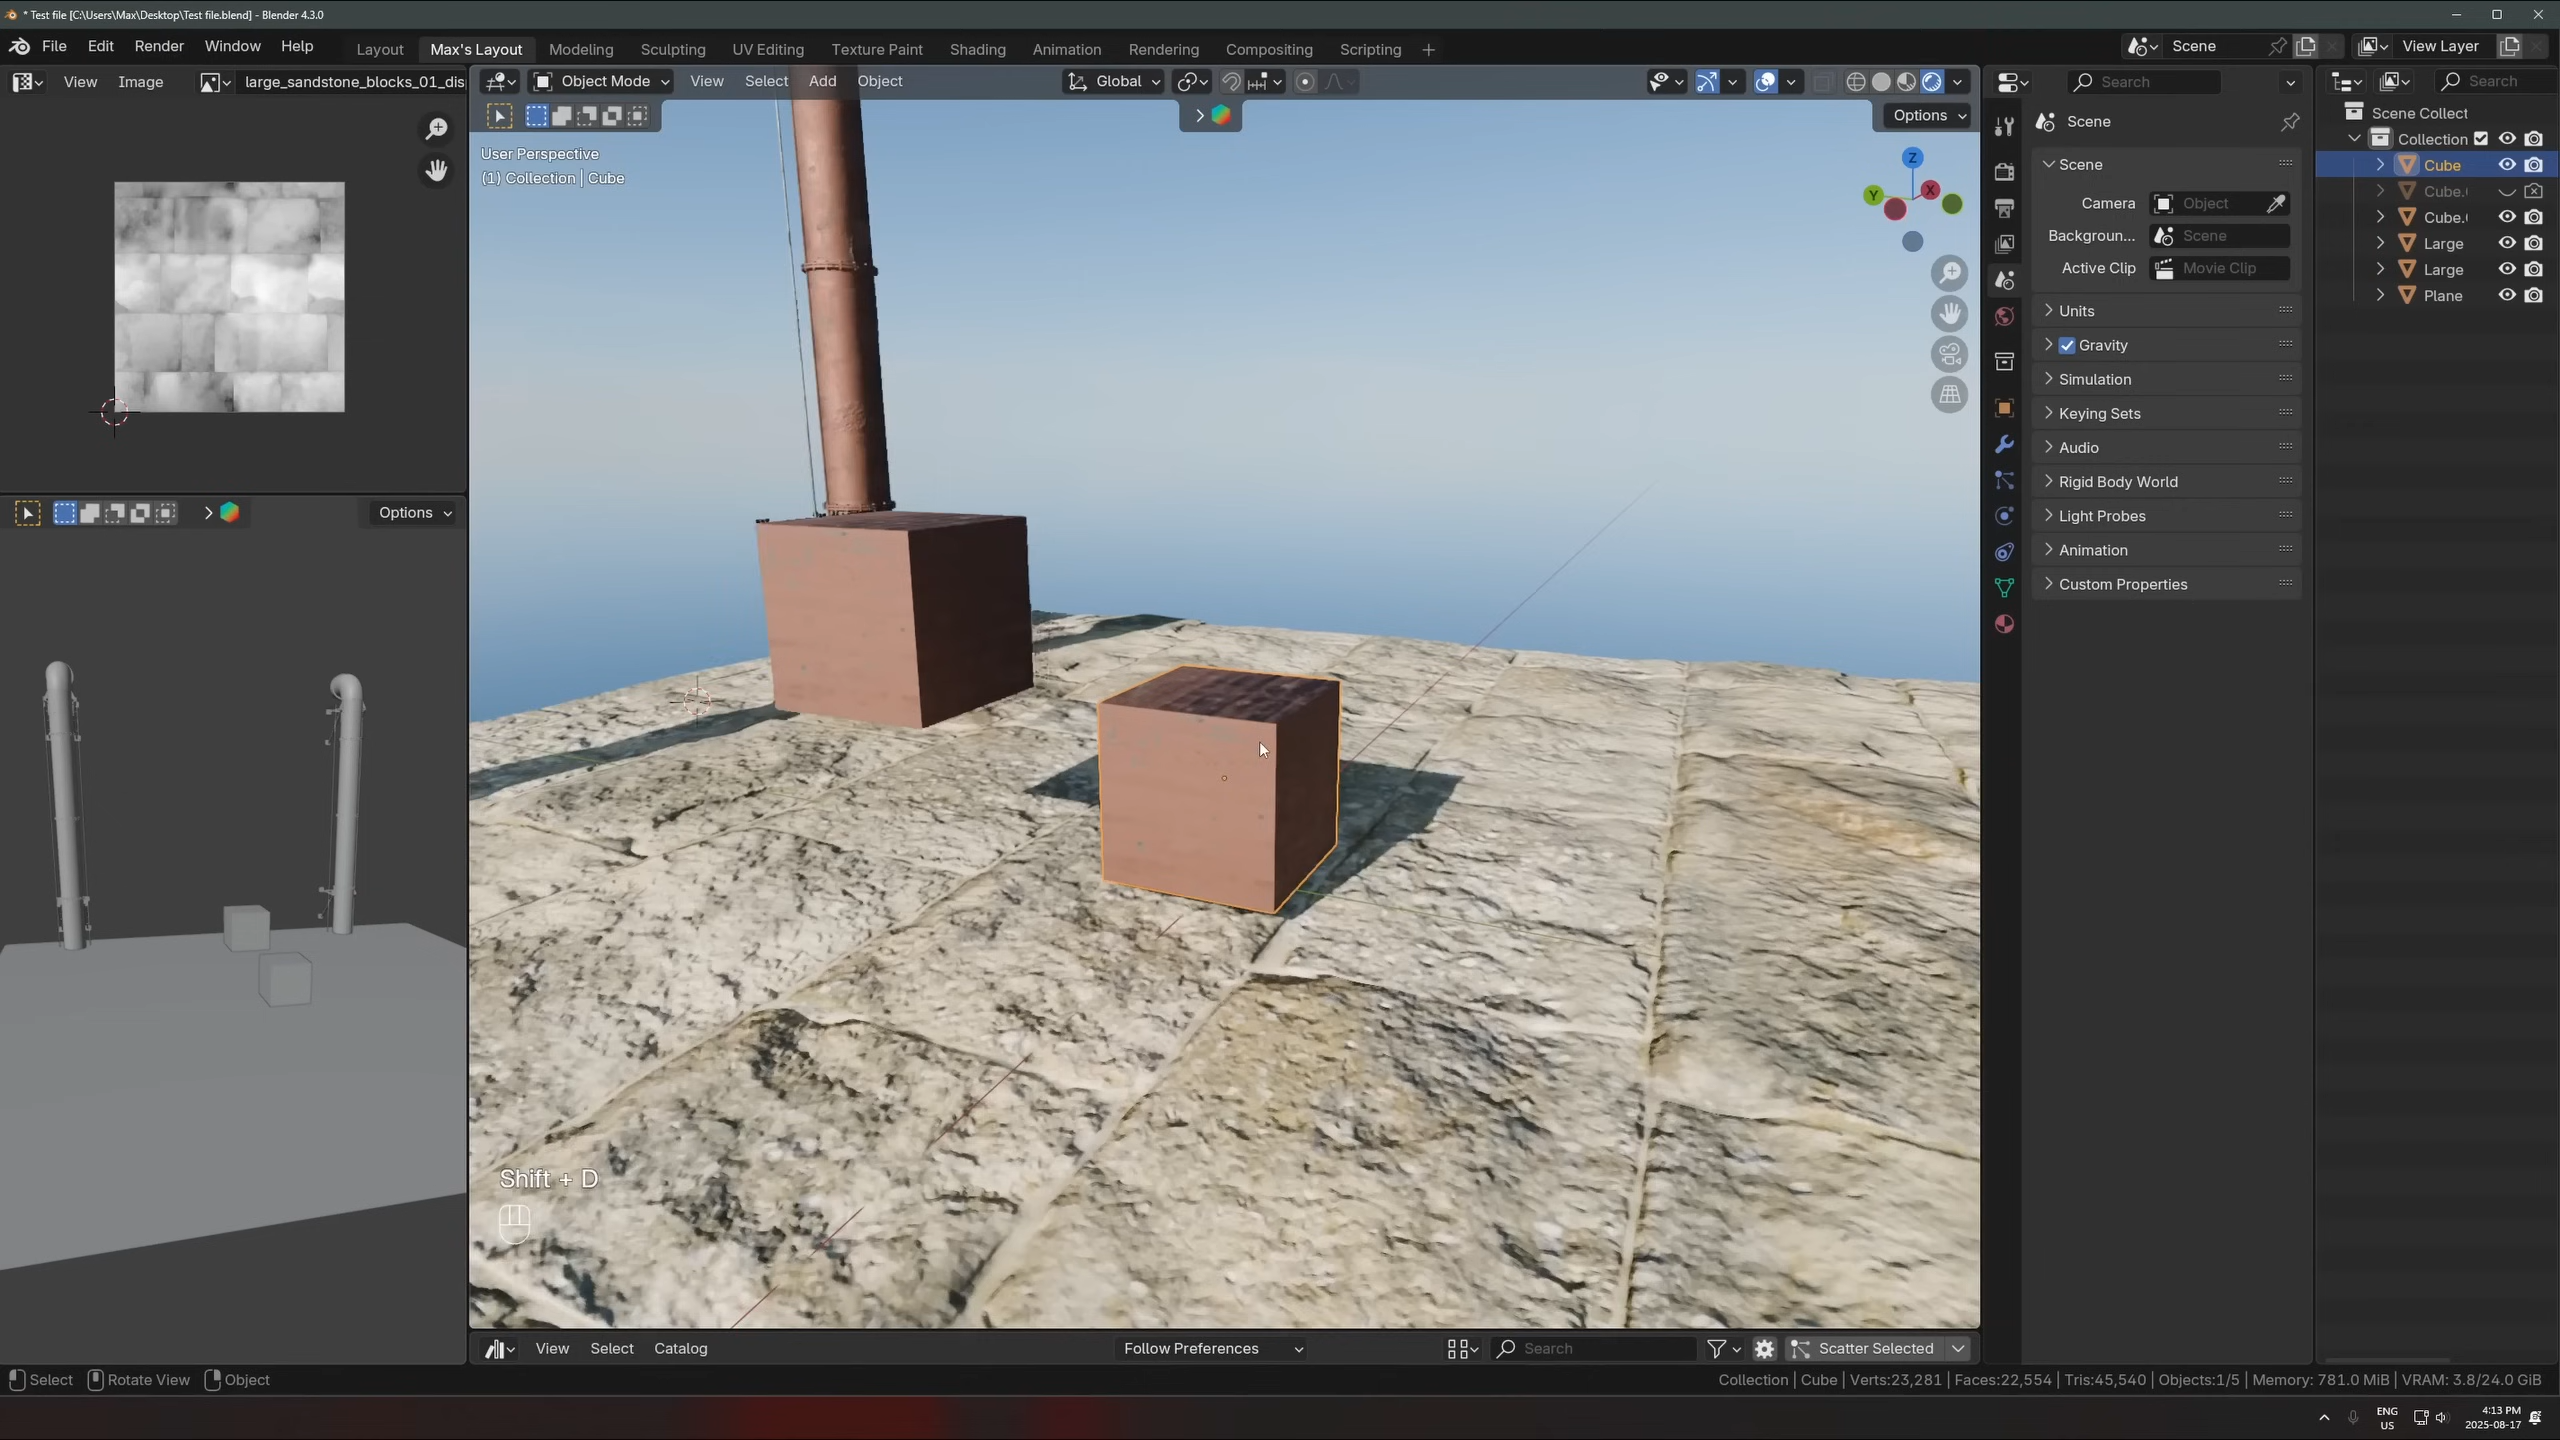 * Test file [C:\Users\Max\Desktop\Test file.blend] - Blender 4.3.0
File Edit Render Window Help Layout Max's Layout Modeling Sculpting UV Editing Texture Paint Shading Animation Rendering Compositing Scripting Scene View Layer
View Image large_sandstone_blocks_01_dis Object Mode View Select Add Object Global Search Search
Options
User Perspective
(1) Collection | Cube
Z
Y X
Options
Shift + D
Scene
Scene
Camera Object
Backgroun... Scene
Active Clip Movie Clip
Units
Gravity
Simulation
Keying Sets
Audio
Rigid Body World
Light Probes
Animation
Custom Properties
Scene Collect
Collection
Cube
Cube.(
Cube.(
Large
Large
Plane
View Select Catalog Follow Preferences Search Scatter Selected
Select Rotate View Object Collection | Cube | Verts:23,281 | Faces:22,554 | Tris:45,540 | Objects:1/5 | Memory: 781.0 MiB | VRAM: 3.8/24.0 GiB
ENG
US
4:13 PM
2025-08-17